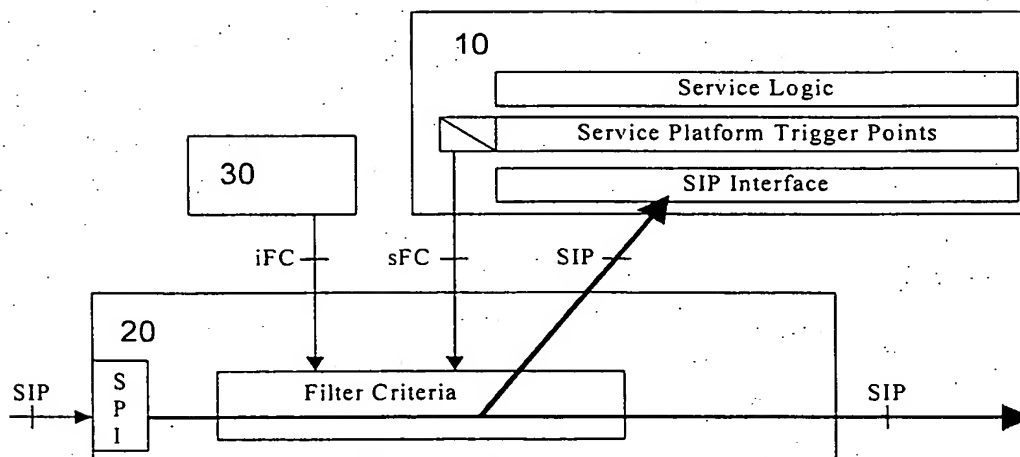 10
Service Logic
Service Platform Trigger Points
SIP Interface
30
iFC
sFC
SIP
20
SIP
S
P
I
Filter Criteria
SIP